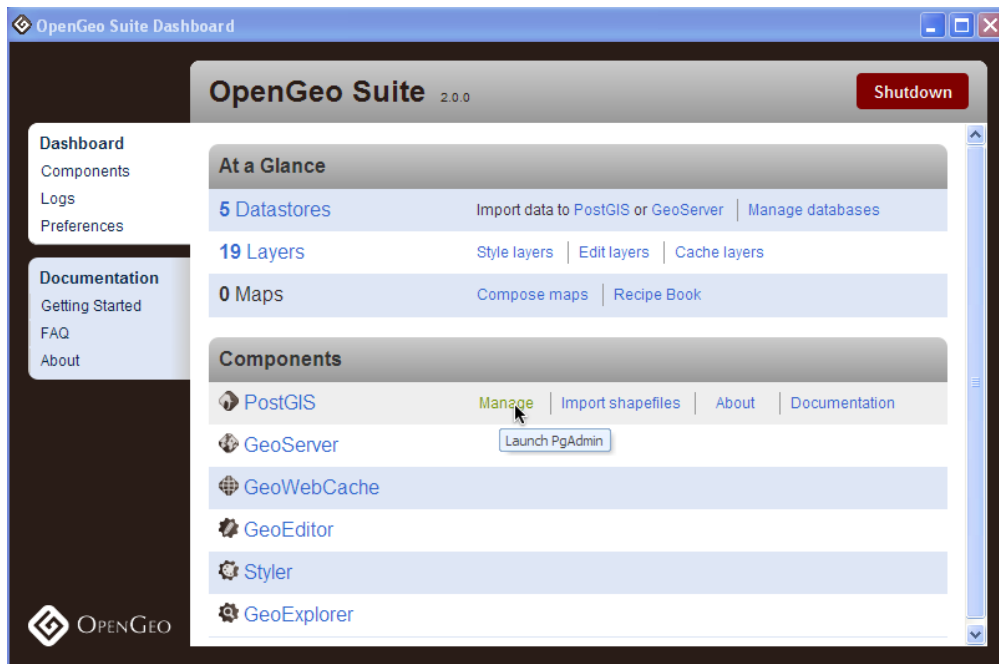 OpenGeo Suite Dashboard
OpenGeo Suite 2.0.0
Shutdown
Dashboard
Components
Logs
Preferences
Documentation
Getting Started
FAQ
About
At a Glance
5 Datastores Import data to PostGIS or GeoServer Manage databases
19 Layers Style layers Edit layers Cache layers
0 Maps Compose maps Recipe Book
Components
PostGIS Manage Import shapefiles About Documentation
Launch PgAdmin
GeoServer
GeoWebCache
GeoEditor
Styler
GeoExplorer
OPENGEO